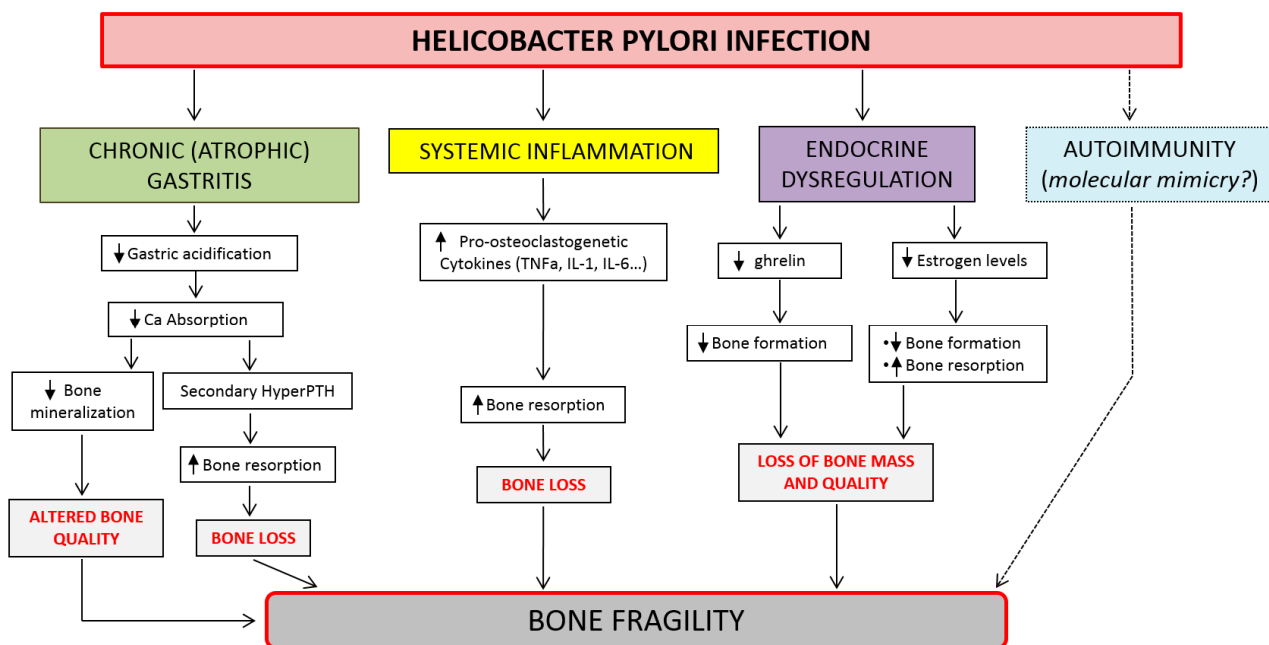 HELICOBACTER PYLORI INFECTION
CHRONIC (ATROPHIC)
GASTRITIS
↓Gastric acidification
↓Ca Absorption
↓ Bone
mineralization
ALTERED BONE
QUALITY
Secondary HyperPTH
↑Bone resorption
BONE LOSS
SYSTEMIC INFLAMMATION
↑ Pro-osteoclastogenetic
Cytokines (TNFa, IL-1, IL-6...)
↑Bone resorption
BONE LOSS
ENDOCRINE
DYSREGULATION
↓ ghrelin
↓Bone formation
↓Estrogen levels
•↓ Bone formation
•↑ Bone resorption
LOSS OF BONE MASS
AND QUALITY
AUTOIMMUNITY
(molecular mimicry?)
BONE FRAGILITY